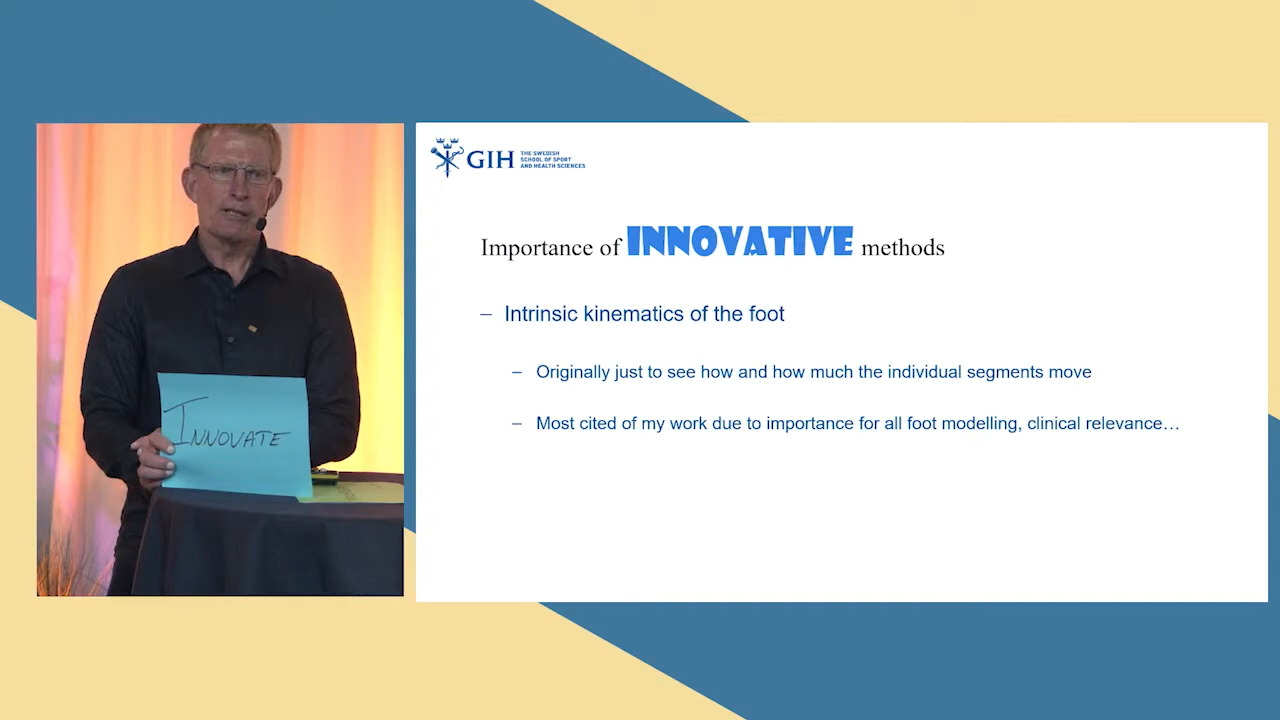 INNOVATE
GIH
THE SWEDISH
SCHOOL OF SPORT
AND HEALTH SCIENCES
Importance of INNOVATIVE methods
– Intrinsic kinematics of the foot
– Originally just to see how and how much the individual segments move
– Most cited of my work due to importance for all foot modelling, clinical relevance…